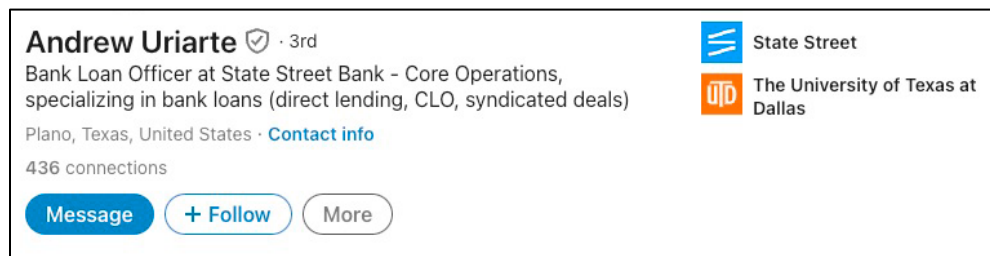 Andrew Uriarte · 3rd
Bank Loan Officer at State Street Bank - Core Operations,
specializing in bank loans (direct lending, CLO, syndicated deals)
Plano, Texas, United States · Contact info
436 connections
Message
+ Follow
More
State Street
UTD
The University of Texas at
Dallas